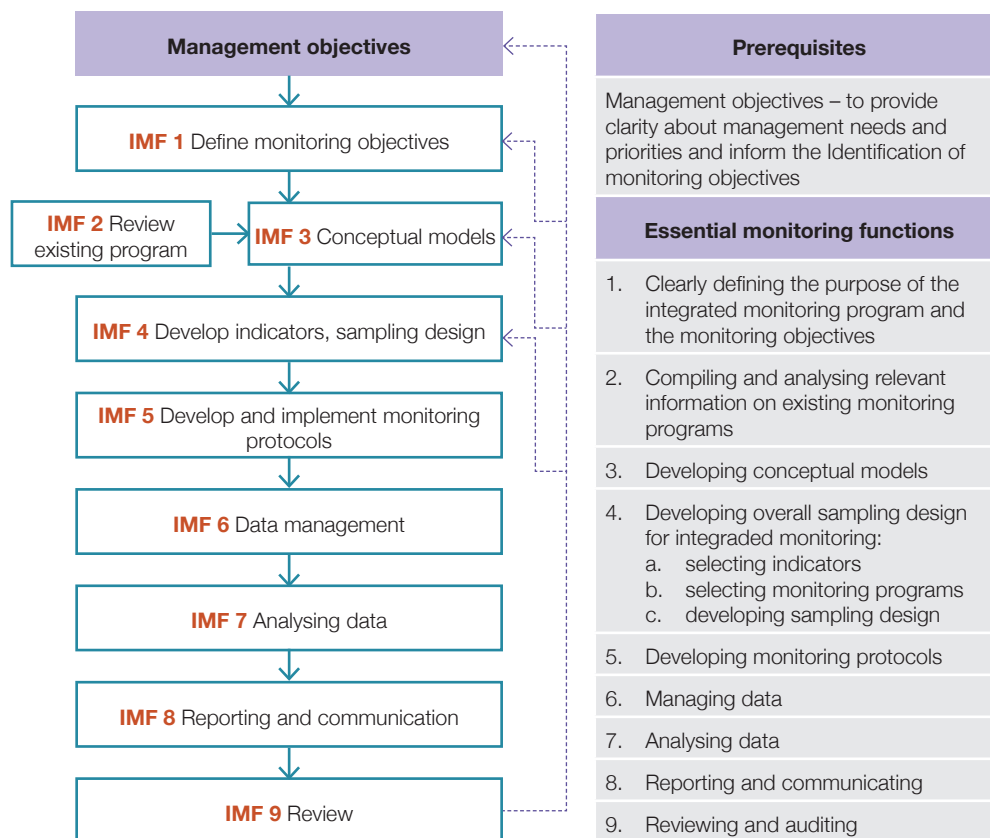 Management objectives
IMF 1 Define monitoring objectives
IMF 2 Review
existing program
IMF 3 Conceptual models
IMF 4 Develop indicators, sampling design
IMF 5 Develop and implement monitoring
protocols
IMF 6 Data management
IMF 7 Analysing data
IMF 8 Reporting and communication
IMF 9 Review
Prerequisites
Management objectives – to provide
clarity about management needs and
priorities and inform the Identification of
monitoring objectives
Essential monitoring functions
1. Clearly defining the purpose of the
integrated monitoring program and
the monitoring objectives
2. Compiling and analysing relevant
information on existing monitoring
programs
3. Developing conceptual models
4. Developing overall sampling design
for integraded monitoring:
a. selecting indicators
b. selecting monitoring programs
c. developing sampling design
5. Developing monitoring protocols
6. Managing data
7. Analysing data
8. Reporting and communicating
9. Reviewing and auditing